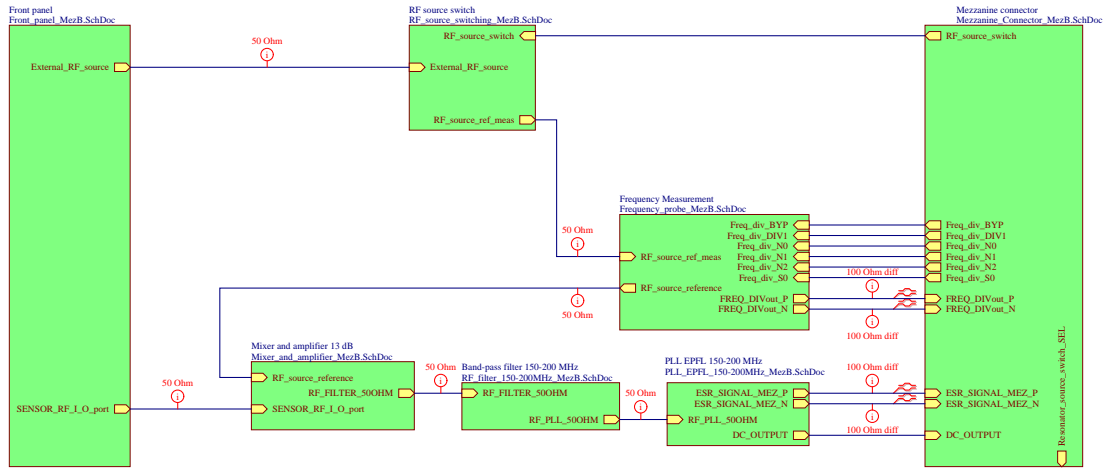 Front panel
Front_panel_MezB.SchDoc
External_RF_source
SENSOR_RF_I_O_port
50 Ohm
i
RF source switch
RF_source_switching_MezB.SchDoc
RF_source_switch
External_RF_source
RF_source_ref_meas
Mezzanine connector
Mezzanine_Connector_MezB.SchDoc
RF_source_switch
Freq_div_BYP
Freq_div_DIV1
Freq_div_N0
Freq_div_N1
Freq_div_N2
Freq_div_S0
FREQ_DIVout_P
FREQ_DIVout_N
ESR_SIGNAL_MEZ_P
ESR_SIGNAL_MEZ_N
DC_OUTPUT
Resonator_source_switch_SEL
Frequency Measurement
Frequency_probe_MezB.SchDoc
Freq_div_BYP
Freq_div_DIV1
Freq_div_N0
Freq_div_N1
Freq_div_N2
Freq_div_S0
RF_source_ref_meas
RF_source_reference
FREQ_DIVout_P
FREQ_DIVout_N
50 Ohm
i
i
50 Ohm
100 Ohm diff
i
i
100 Ohm diff
Mixer and amplifier 13 dB
Mixer_and_amplifier_MezB.SchDoc
RF_source_reference
RF_FILTER_50OHM
SENSOR_RF_I_O_port
50 Ohm
i
50 Ohm
i
Band-pass filter 150-200 MHz
RF_filter_150-200MHz_MezB.SchDoc
RF_FILTER_50OHM
RF_PLL_50OHM
50 Ohm
i
PLL EPFL 150-200 MHz
PLL_EPFL_150-200MHz_MezB.SchDoc
ESR_SIGNAL_MEZ_P
ESR_SIGNAL_MEZ_N
RF_PLL_50OHM
DC_OUTPUT
100 Ohm diff
i
i
100 Ohm diff